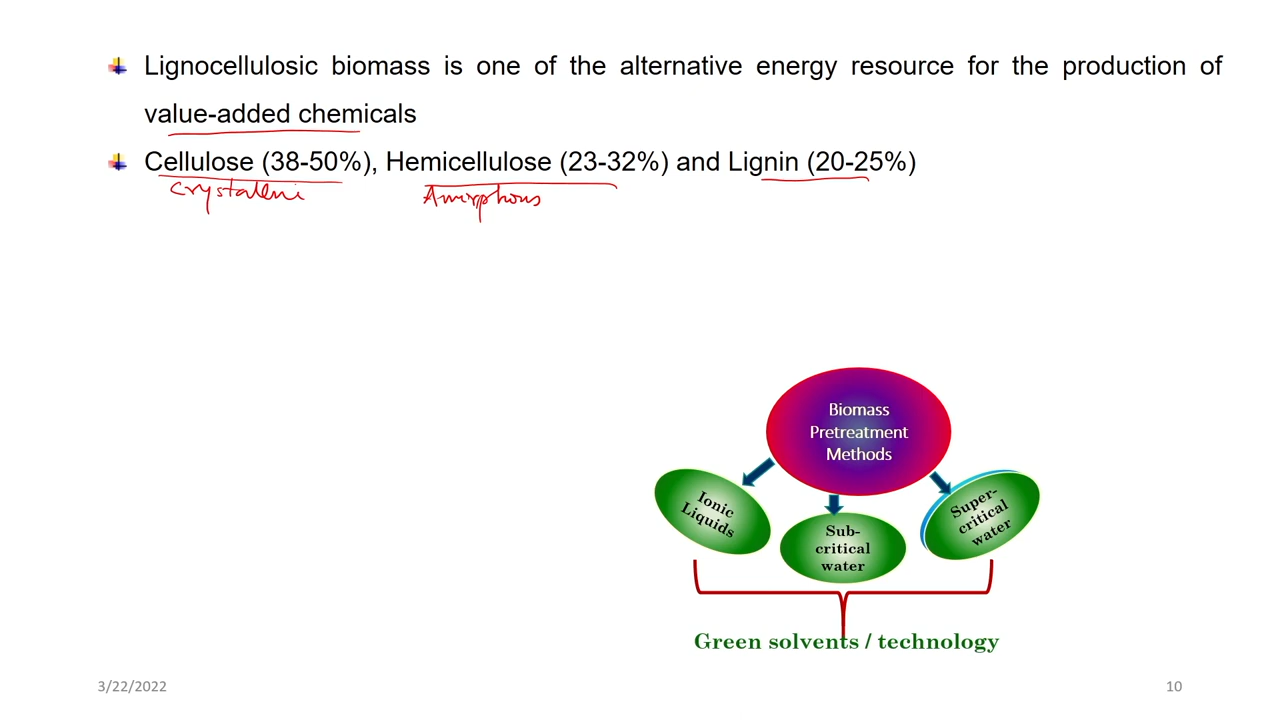 Lignocellulosic biomass is one of the alternative energy resource for the production of
value-added chemicals
Cellulose (38-50%), Hemicellulose (23-32%) and Lignin (20-25%)
Amorphous
Biomass
Pretreatment
Methods
Ionic
Liquids
Sub-
critical
water
Super-
critical
water
Green solvents / technology
3/22/2022
10